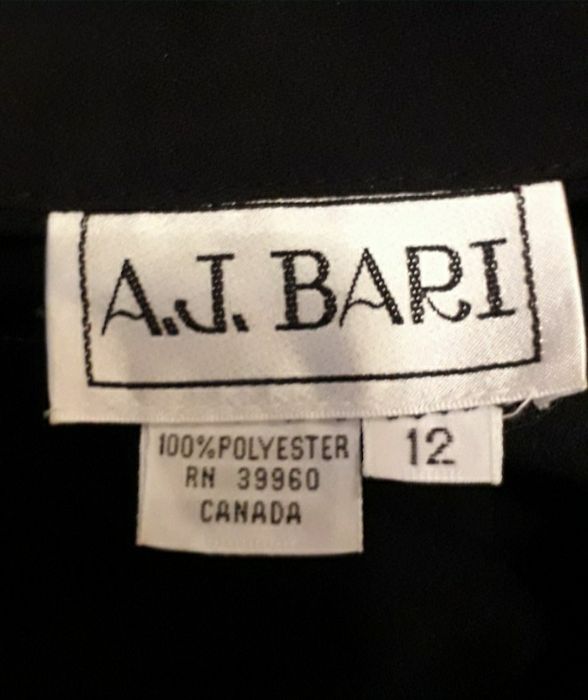 A.J. BARI
100% POLYESTER
RN 39960
CANADA
12